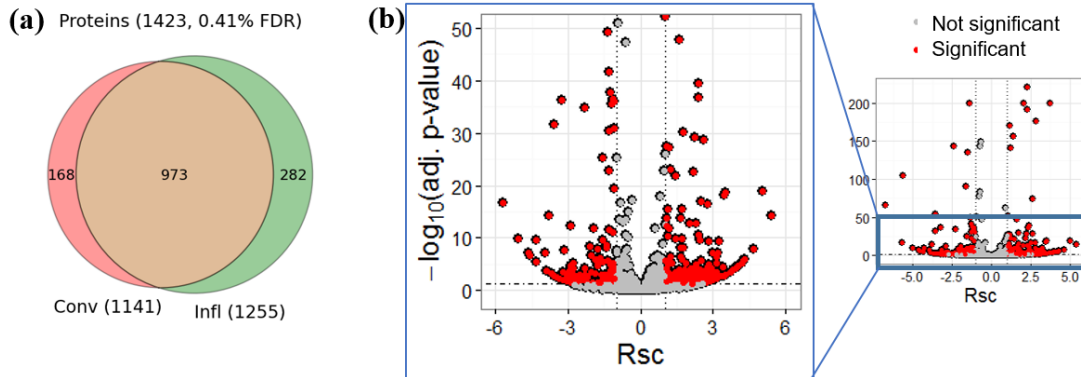 (a)
Proteins (1423, 0.41% FDR)
168
973
282
Conv (1141)
Infl (1255)
(b)
−log10(adj. p-value)
50
40
30
20
10
0
-6
-3
0
3
6
Rsc
Not significant
Significant
200
150
100
50
0
-5.0
-2.5
0.0
2.5
5.0
Rsc